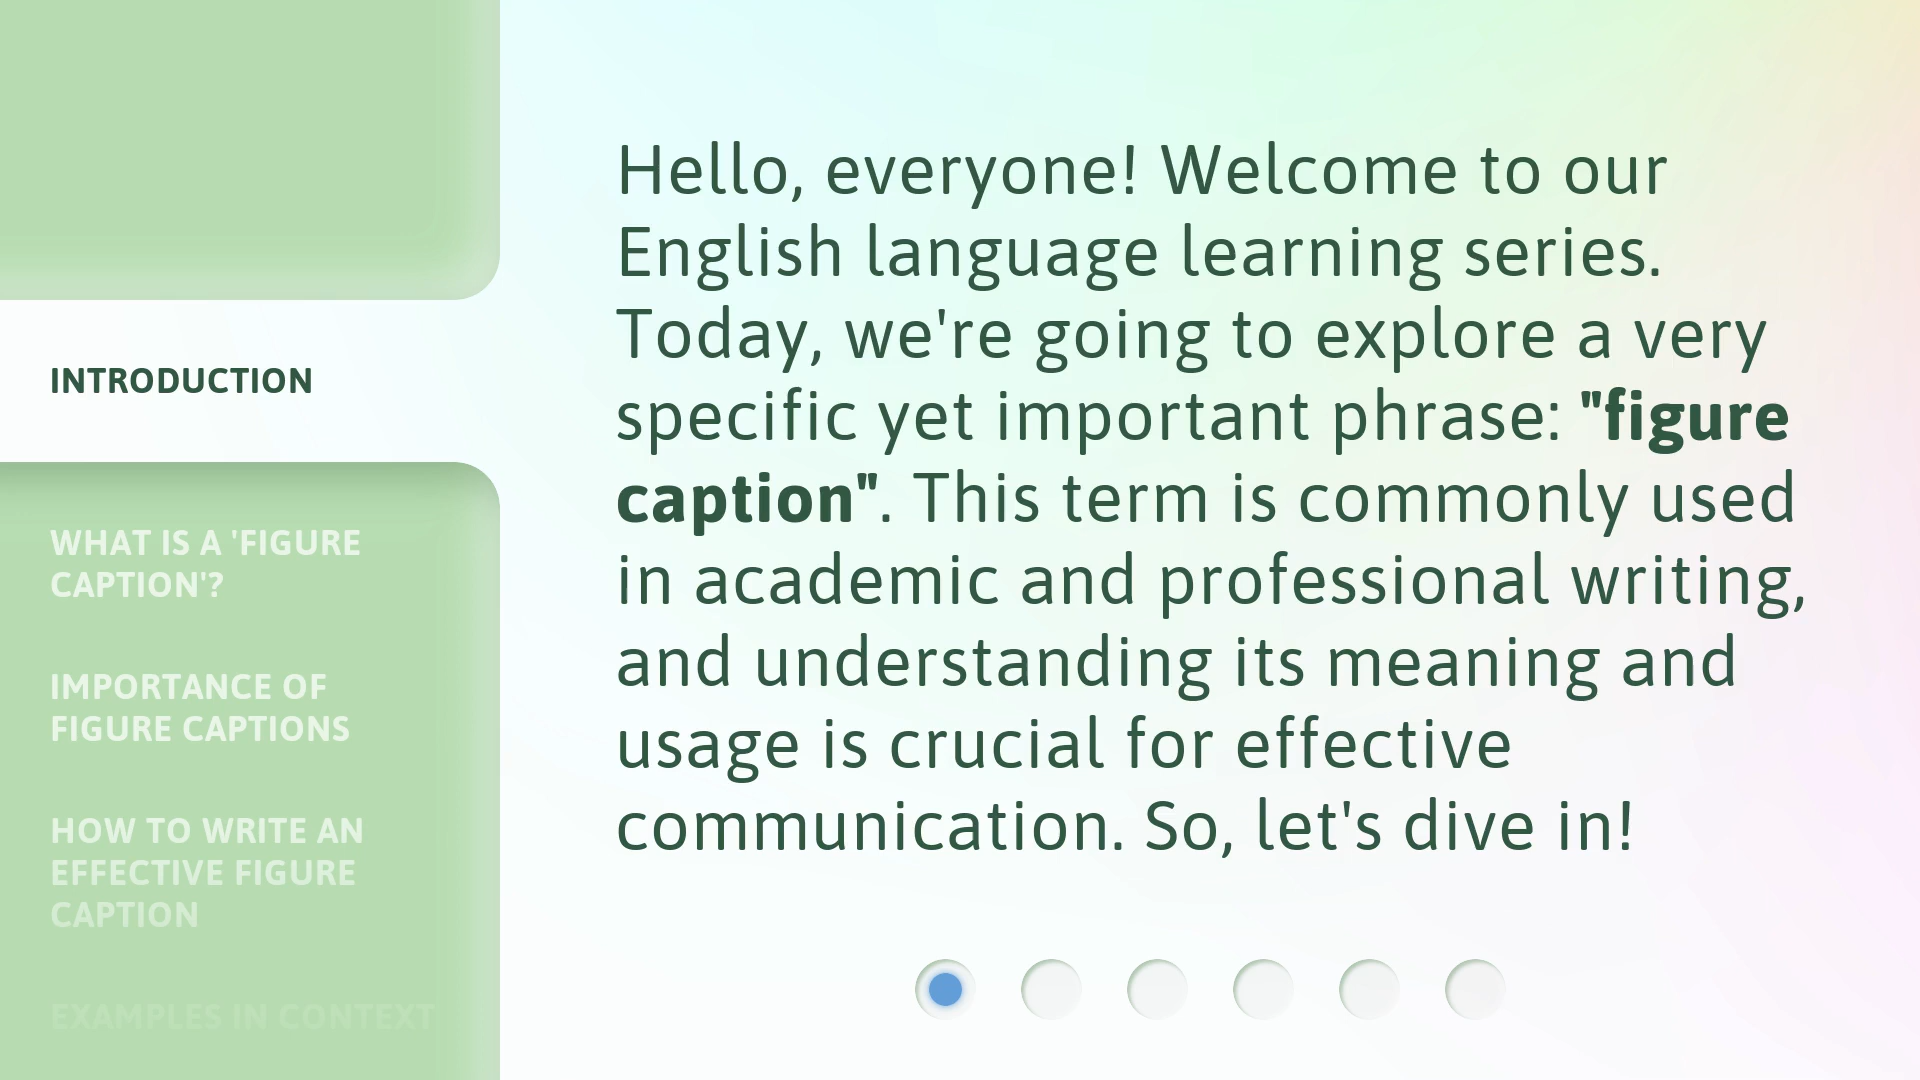 INTRODUCTION
WHAT IS A 'FIGURE
CAPTION'?
IMPORTANCE OF
FIGURE CAPTIONS
HOW TO WRITE AN
EFFECTIVE FIGURE
CAPTION
EXAMPLES IN CONTEXT
Hello, everyone! Welcome to our
English language learning series.
Today, we're going to explore a very
specific yet important phrase: "figure
caption". This term is commonly used
in academic and professional writing,
and understanding its meaning and
usage is crucial for effective
communication. So, let's dive in!